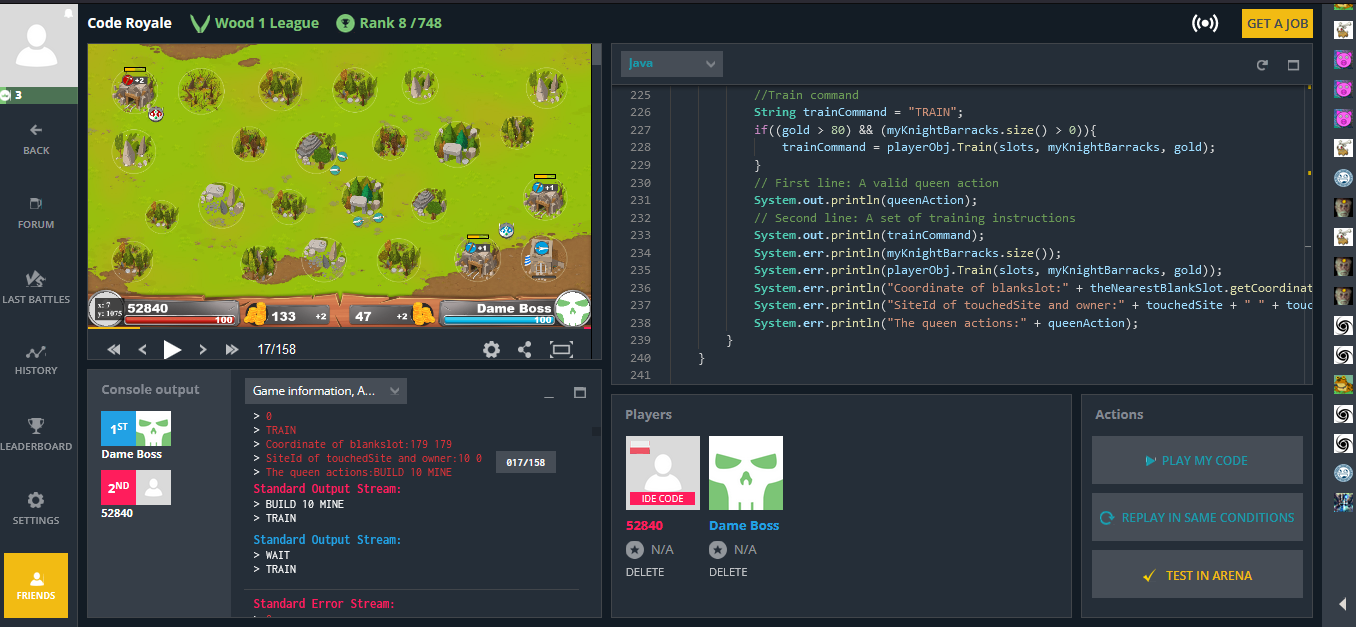 Code Royale
Wood 1 League
Rank 8 / 748
GET A JOB
3
BACK
FORUM
LAST BATTLES
HISTORY
LEADERBOARD
SETTINGS
FRIENDS
+2
+1
+1
x: 7
y: 1075
52840
100
133 +2
47 +2
Dame Boss
100
17/158
Java
225 //Train command
226 String trainCommand = "TRAIN";
227 if((gold > 80) && (myKnightBarracks.size() > 0)){
228 trainCommand = playerObj.Train(slots, myKnightBarracks, gold);
229 }
230 // First line: A valid queen action
231 System.out.println(queenAction);
232 // Second line: A set of training instructions
233 System.out.println(trainCommand);
234 System.err.println(myKnightBarracks.size());
235 System.err.println(playerObj.Train(slots, myKnightBarracks, gold));
236 System.err.println("Coordinate of blankslot:" + theNearestBlankSlot.getCoordinat
237 System.err.println("SiteId of touchedSite and owner:" + touchedSite + " " + touc
238 System.err.println("The queen actions:" + queenAction);
239 }
240 }
241
Console output
1ST
Dame Boss
2ND
52840
Game information, A...
> 0
> TRAIN
> Coordinate of blankslot:179 179
> SiteId of touchedSite and owner:10 0
> The queen actions:BUILD 10 MINE
017/158
Standard Output Stream:
> BUILD 10 MINE
> TRAIN
Standard Output Stream:
> WAIT
> TRAIN
Standard Error Stream:
Players
IDE CODE
52840
N/A
DELETE
Dame Boss
N/A
DELETE
Actions
PLAY MY CODE
REPLAY IN SAME CONDITIONS
TEST IN ARENA